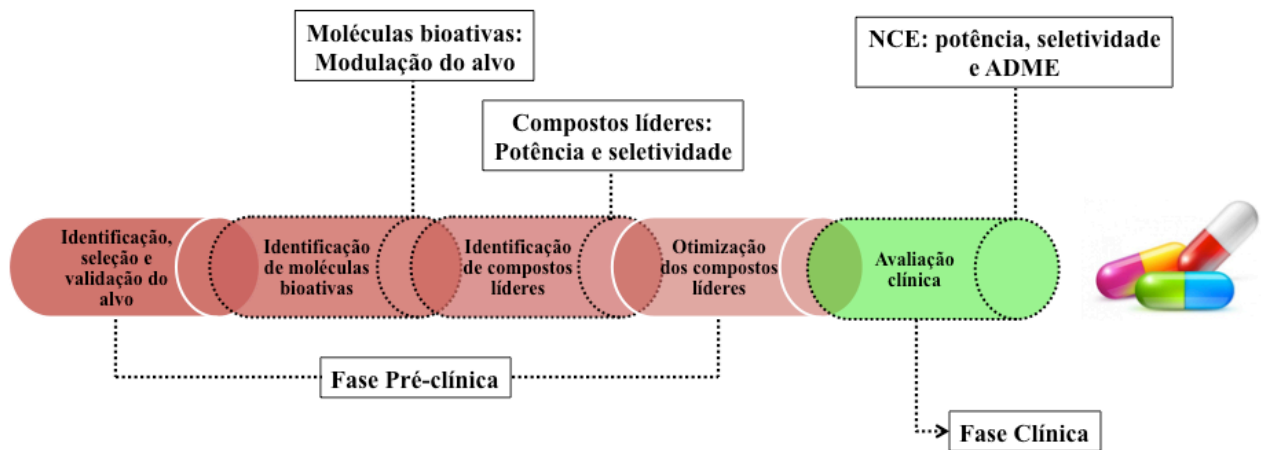 Moléculas bioativas:
Modulação do alvo
NCE: potência, seletividade
e ADME
Compostos líderes:
Potência e seletividade
Identificação,
seleção e
validação do
alvo
Identificação
de moléculas
bioativas
Identificação
de compostos
líderes
Otimização
dos compostos
líderes
Avaliação
clínica
Fase Pré-clínica
Fase Clínica